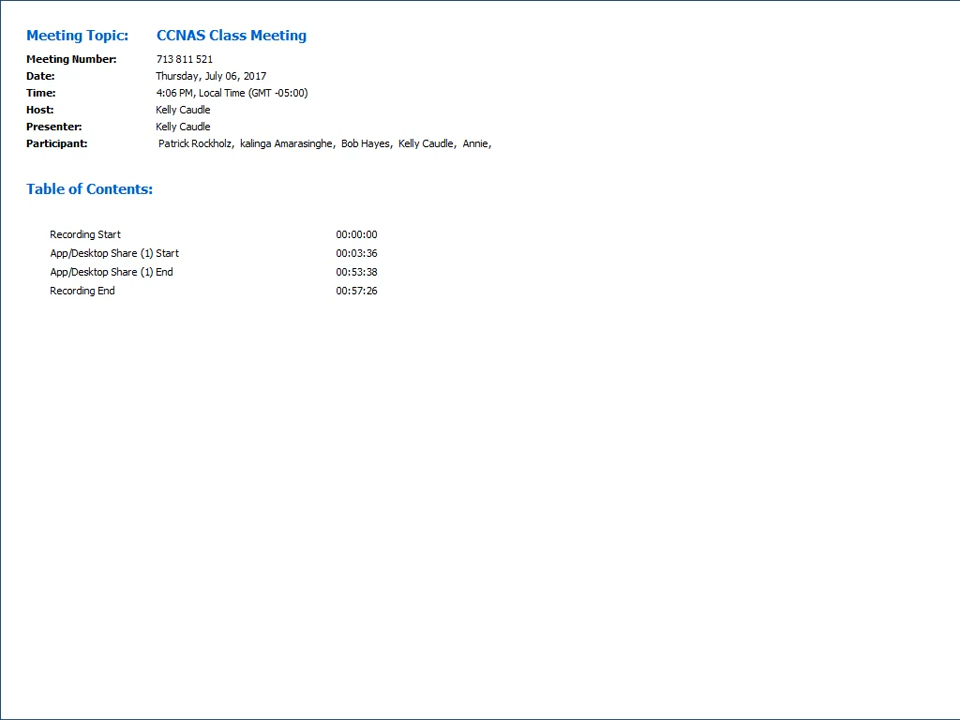 Meeting Topic: CCNAS Class Meeting
Meeting Number: 713 811 521
Date: Thursday, July 06, 2017
Time: 4:06 PM, Local Time (GMT -05:00)
Host: Kelly Caudle
Presenter: Kelly Caudle
Participant: Patrick Rockholz, kalinga Amarasinghe, Bob Hayes, Kelly Caudle, Annie,
Table of Contents:
Recording Start 00:00:00
App/Desktop Share (1) Start 00:03:36
App/Desktop Share (1) End 00:53:38
Recording End 00:57:26